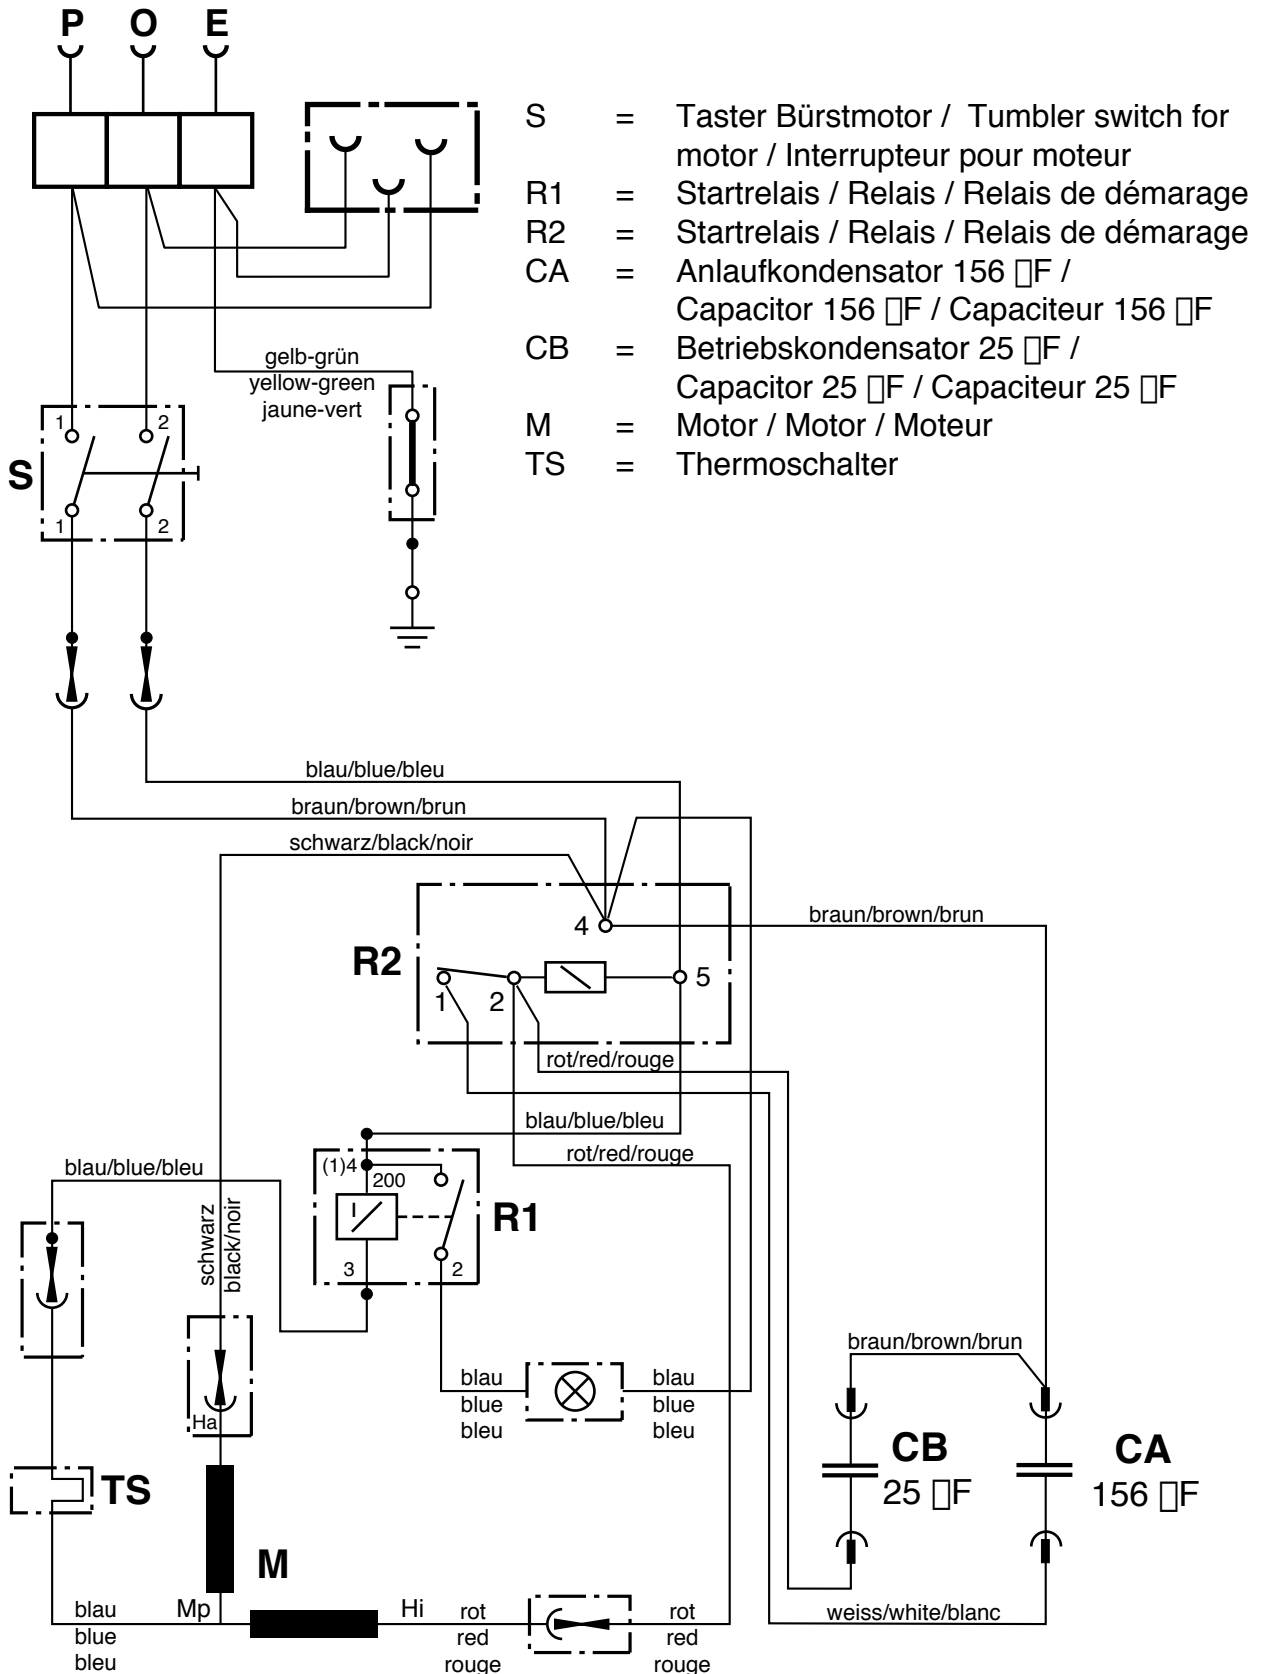 P O E
S = Taster Bürstmotor / Tumbler switch for
motor / Interrupteur pour moteur
R1 = Startrelais / Relais / Relais de démarage
R2 = Startrelais / Relais / Relais de démarage
CA = Anlaufkondensator 156 □F /
Capacitor 156 □F / Capaciteur 156 □F
CB = Betriebskondensator 25 □F /
Capacitor 25 □F / Capaciteur 25 □F
M = Motor / Motor / Moteur
TS = Thermoschalter
gelb-grün
yellow-green
jaune-vert
1 2
S
1 2
blau/blue/bleu
braun/brown/brun
schwarz/black/noir
4
braun/brown/brun
R2
5
1 2
rot/red/rouge
blau/blue/bleu
rot/red/rouge
blau/blue/bleu
(1)4
200
I
R1
3 2
schwarz
black/noir
braun/brown/brun
blau
blue
bleu
blau
blue
bleu
Ha
CB
25 □F
CA
156 □F
TS
M
Mp
Hi
blau
blue
bleu
rot
red
rouge
rot
red
rouge
weiss/white/blanc